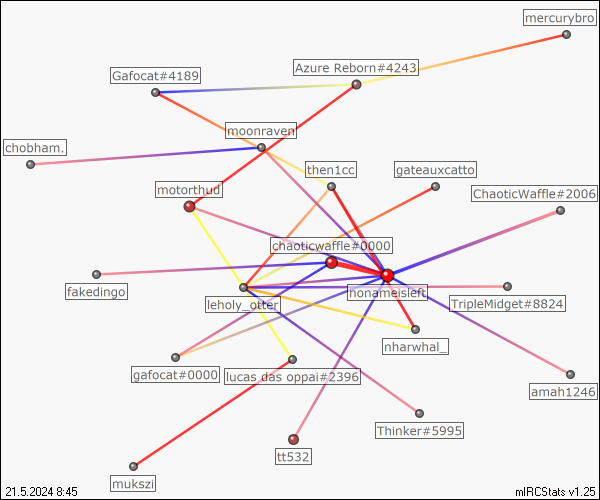 mercurybro
Azure Reborn#4243
Gafocat#4189
moonraven
chobham.
then1cc
gateauxcatto
motorthud
ChaoticWaffle#2006
chaoticwaffle#0000
fakedingo
nonameisleft
TripleMidget#8824
leholy_otter
nharwhal_
gafocat#0000
lucas das oppai#2396
amah1246
Thinker#5995
tt532
mukszi
21.5.2024 8:45
mIRCStats v1.25